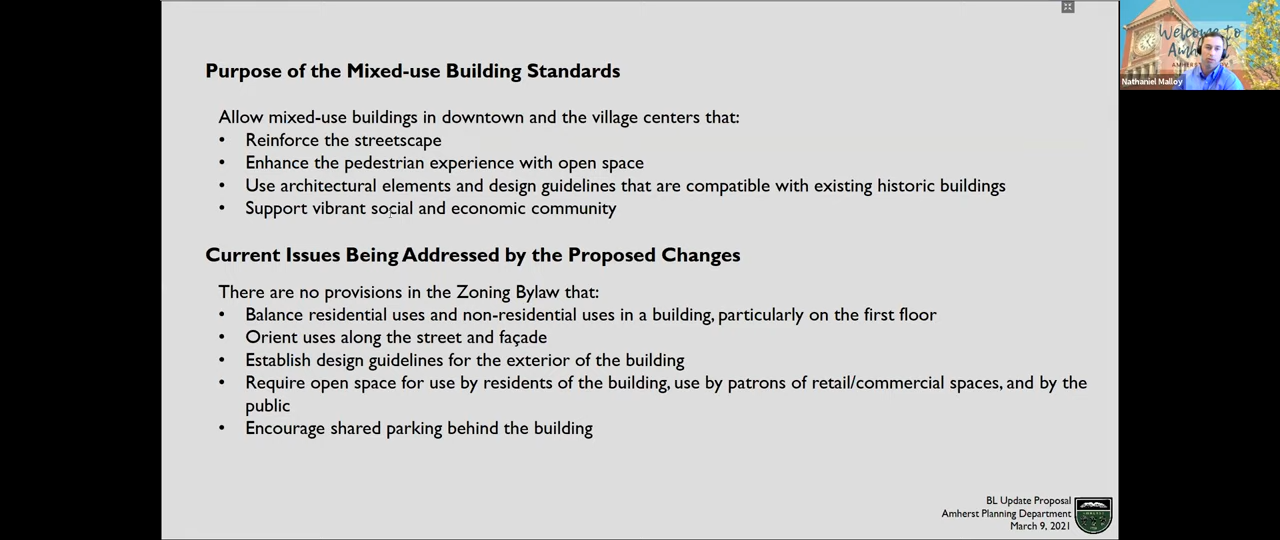 Purpose of the Mixed-use Building Standards
Allow mixed-use buildings in downtown and the village centers that:
• Reinforce the streetscape
• Enhance the pedestrian experience with open space
• Use architectural elements and design guidelines that are compatible with existing historic buildings
• Support vibrant social and economic community
Current Issues Being Addressed by the Proposed Changes
There are no provisions in the Zoning Bylaw that:
• Balance residential uses and non-residential uses in a building, particularly on the first floor
• Orient uses along the street and façade
• Establish design guidelines for the exterior of the building
• Require open space for use by residents of the building, use by patrons of retail/commercial spaces, and by the
public
• Encourage shared parking behind the building
BL Update Proposal
Amherst Planning Department
March 9, 2021
Welcome to
Nathaniel Malloy